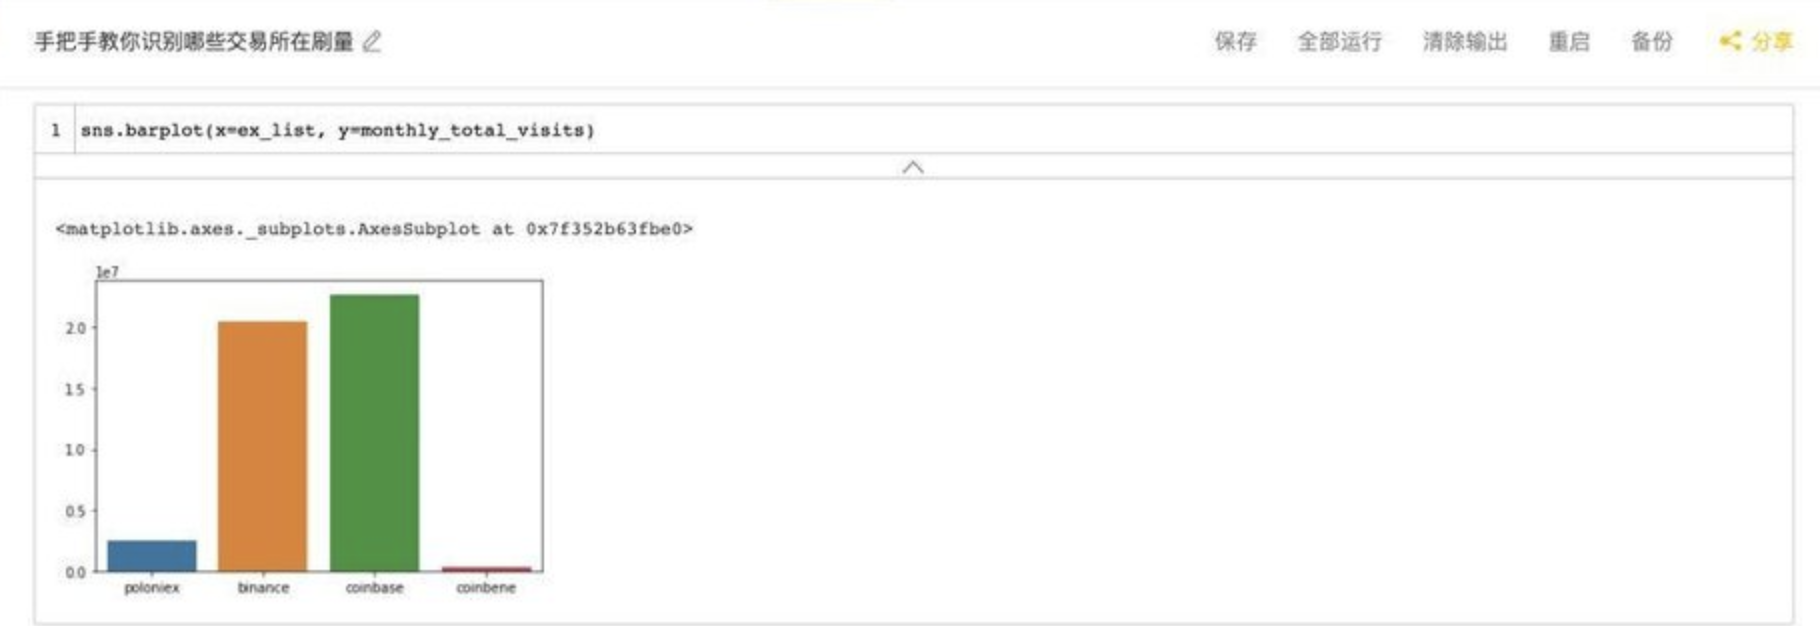 手把手教你识别哪些交易所在刷量
保存 全部运行 清除输出 重启 备份 分享
1 sns.barplot(x=ex_list, y=monthly_total_visits)
<matplotlib.axes._subplots.AxesSubplot at 0x7f352b63fbe0>
1e7
2.0
1.5
1.0
0.5
0.0
poloniex binance coinbase coinbene